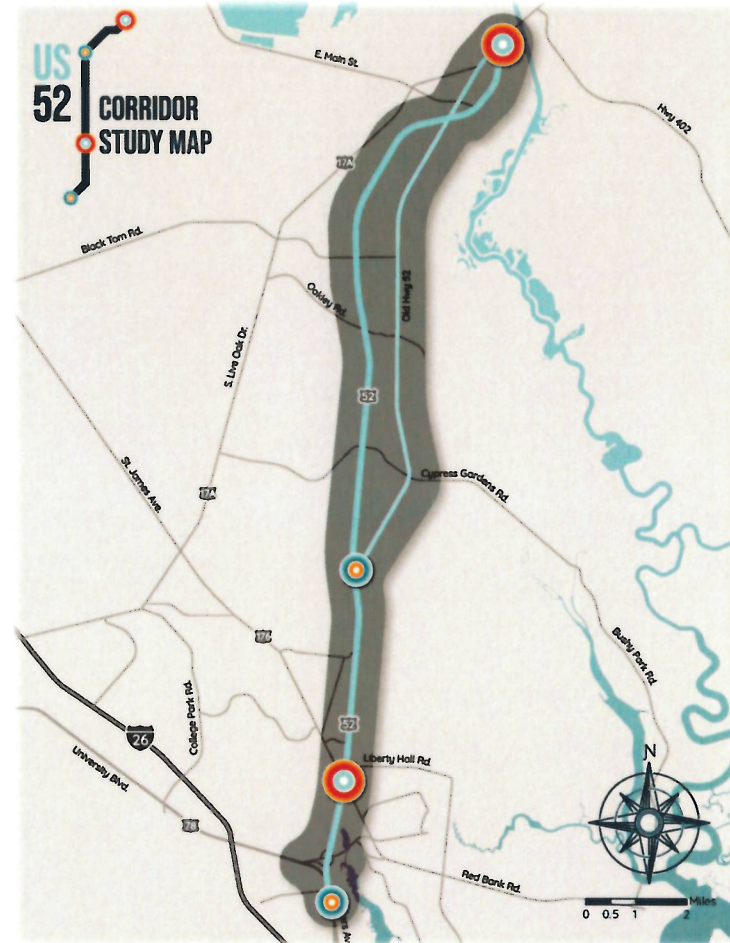 US
52 CORRIDOR
STUDY MAP
E. Main St.
Hwy 402
17A
Black Tom Rd.
Oakley Rd.
Old Hwy 52
S. Live Oak Dr.
52
St. James Ave.
17A
Cypress Gardens Rd.
176
Bushy Park Rd.
College Park Rd.
52
26
Liberty Hall Rd.
N
University Blvd.
78
Red Bank Rd.
Miles
0 0.5 1 2